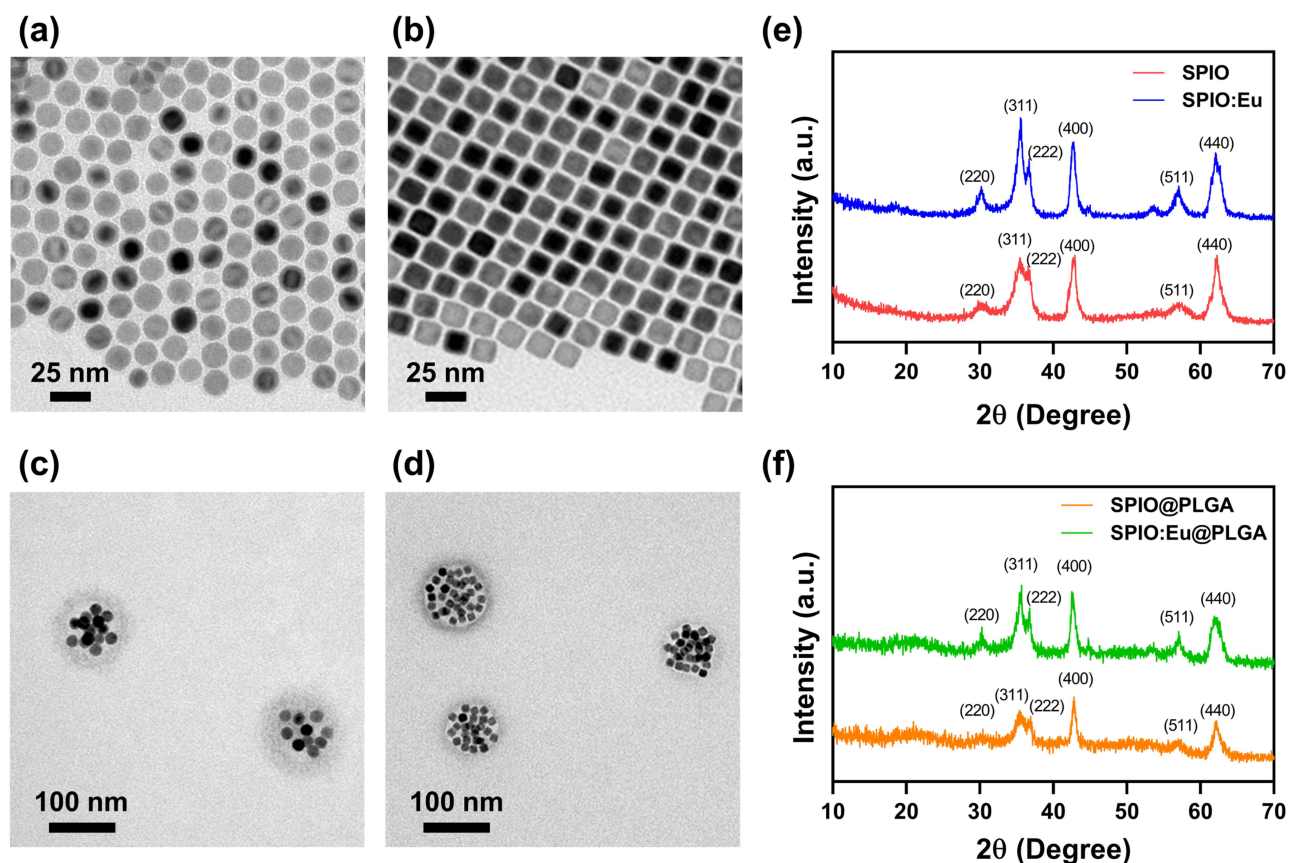 (a)
25 nm
(b)
25 nm
(c)
100 nm
(d)
100 nm
(e)
SPIO
SPIO:Eu
(311)
(222)
(400)
(440)
(220)
(511)
(311)
(222)
(400)
(440)
(220)
(511)
Intensity (a.u.)
10 20 30 40 50 60 70
2θ (Degree)
(f)
SPIO@PLGA
SPIO:Eu@PLGA
(311)
(400)
(222)
(220)
(511)
(440)
(400)
(311)
(222)
(220)
(511)
(440)
Intensity (a.u.)
10 20 30 40 50 60 70
2θ (Degree)